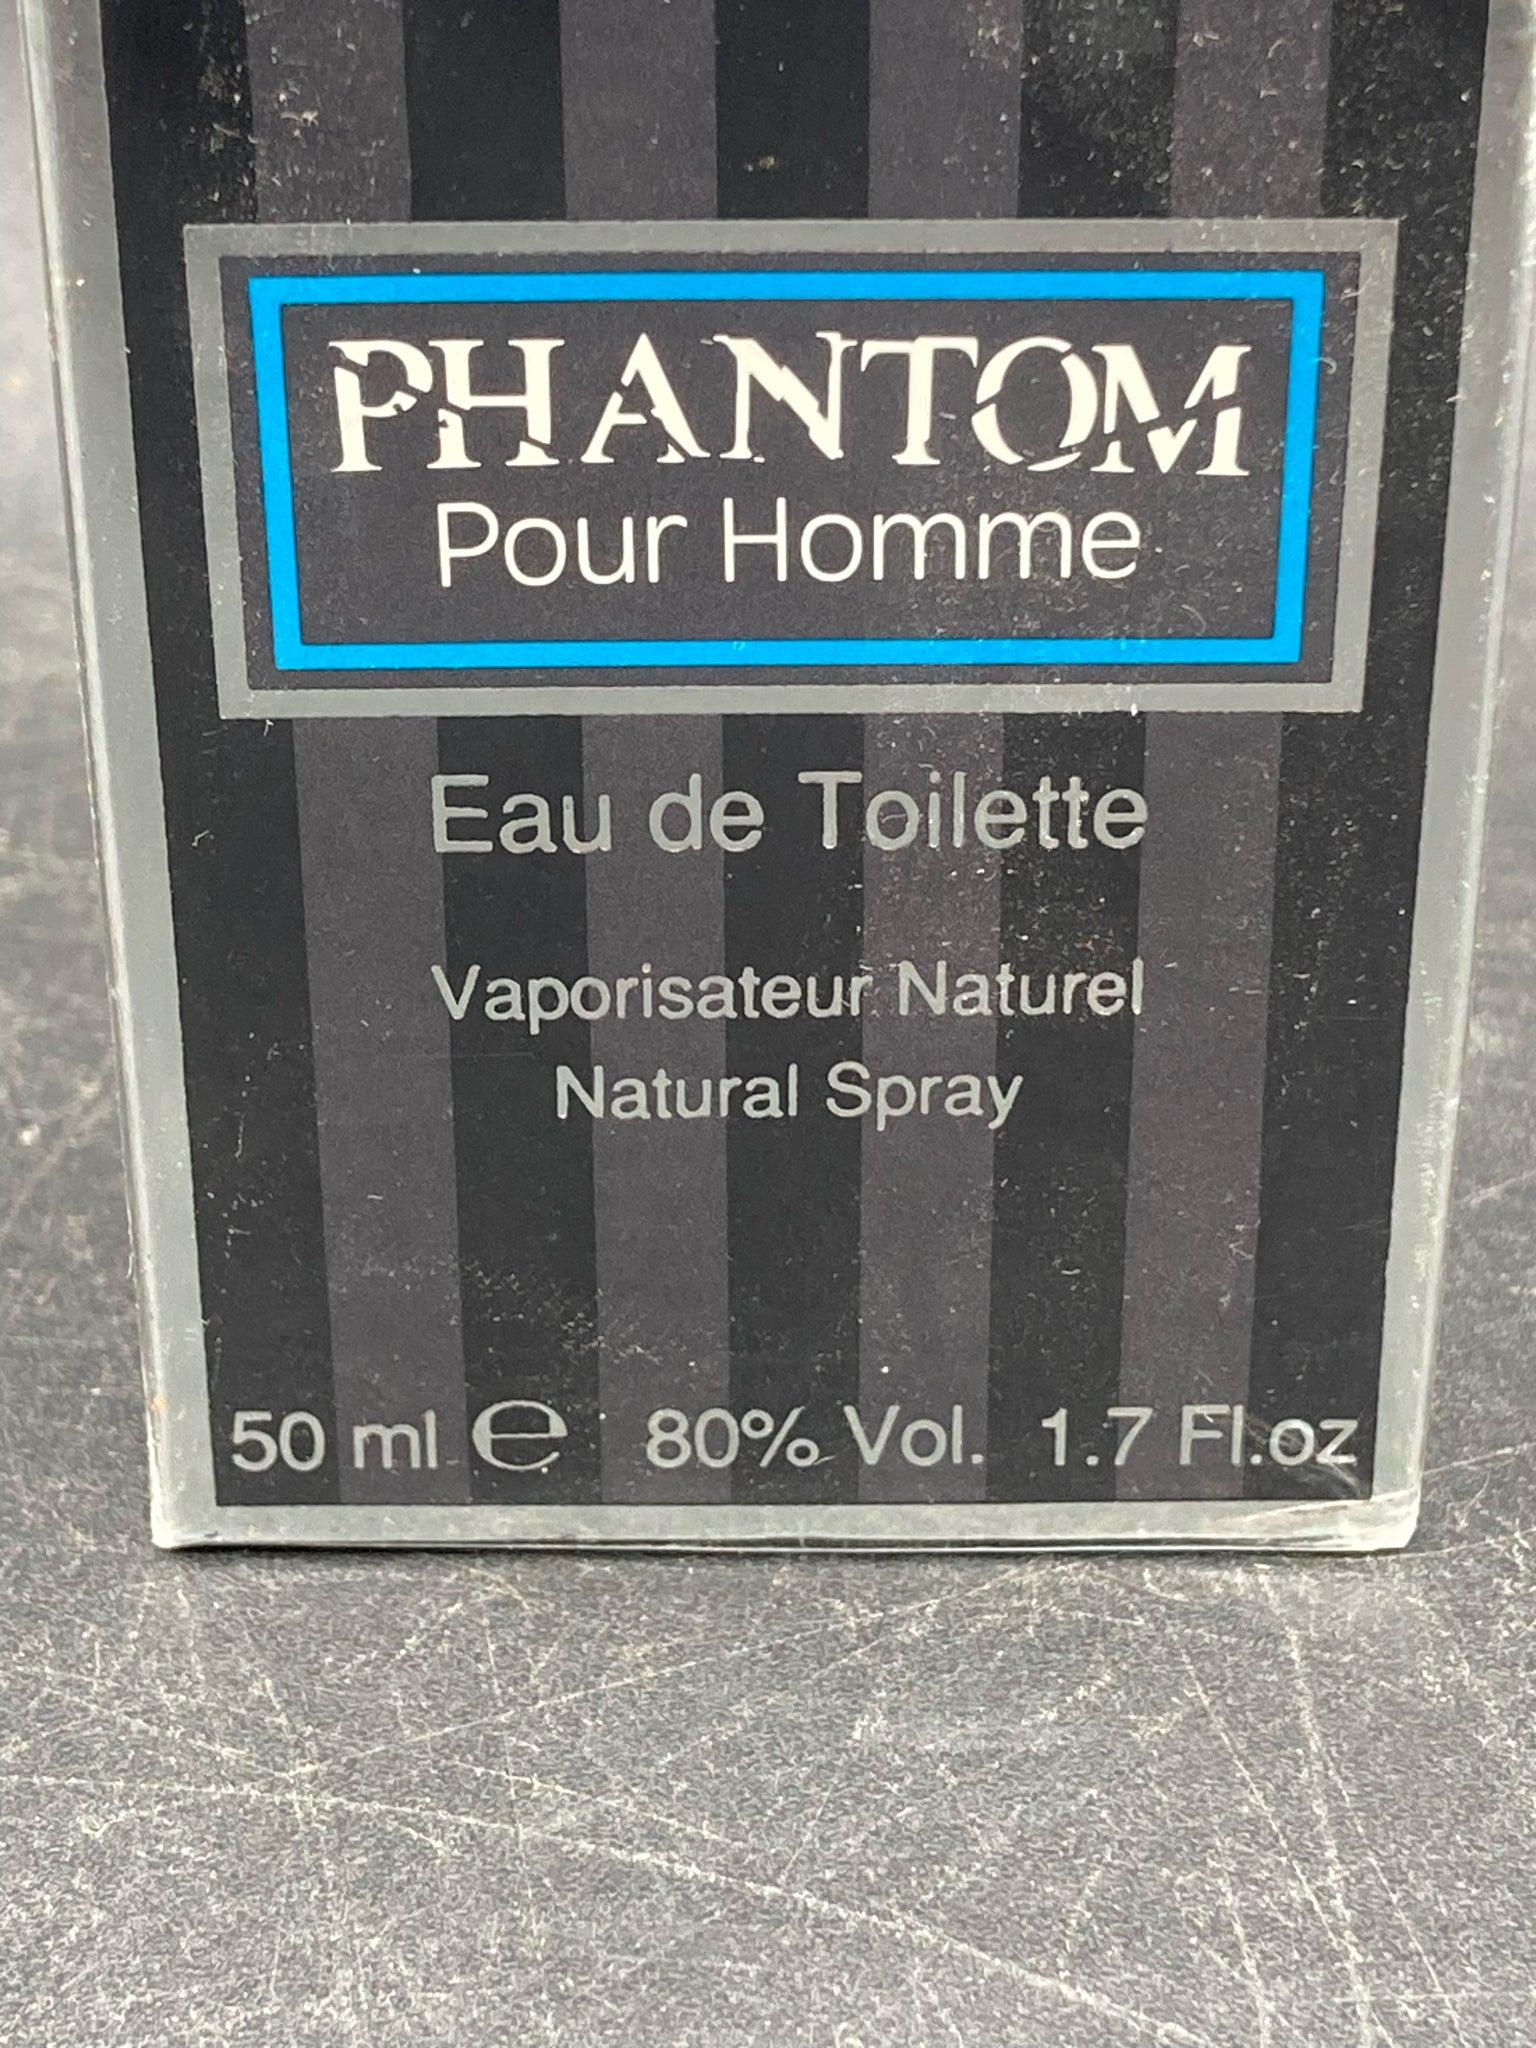 PHANTOM
Pour Homme
Eau de Toilette
Vaporisateur Naturel
Natural Spray
50 ml ℮ 80% Vol. 1.7 Fl.oz